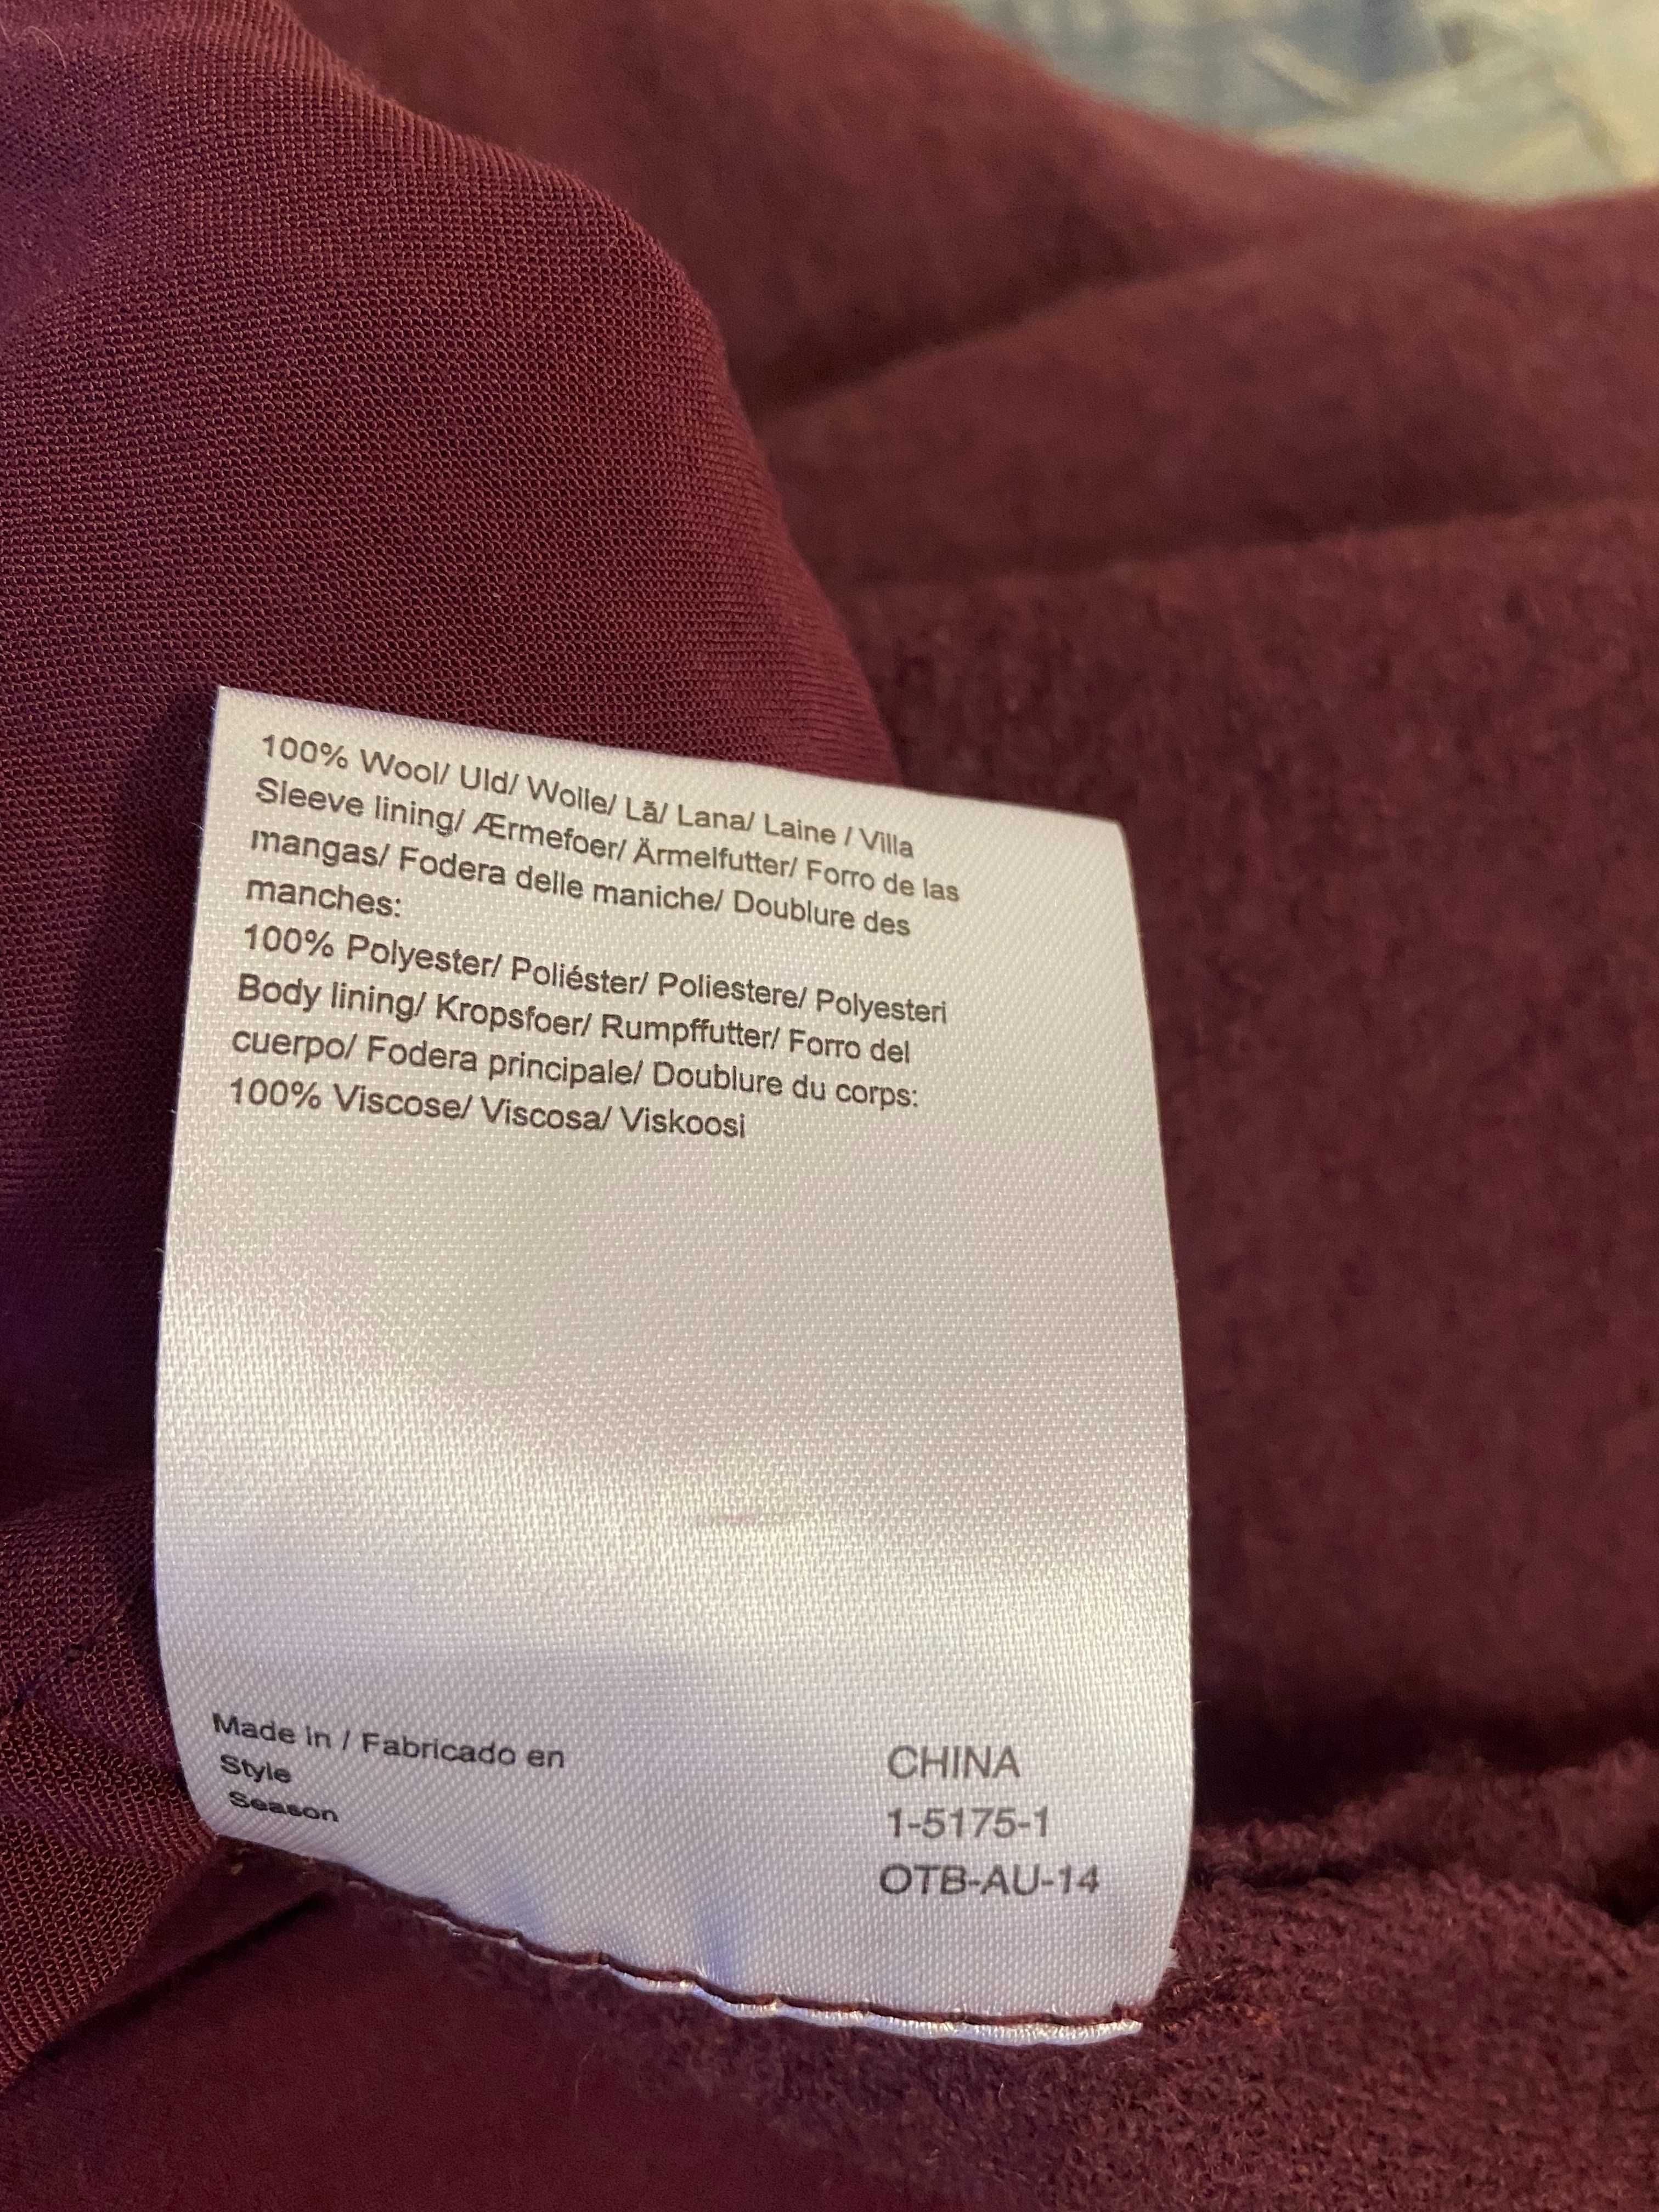 100% Wool/ Uld/ Wolle/ Lã/ Lana/ Laine / Villa
Sleeve lining/ Ærmefoer/ Ärmelfutter/ Forro de las
mangas/ Fodera delle maniche/ Doublure des
manches:
100% Polyester/ Poliéster/ Poliestere/ Polyesteri
Body lining/ Kropsfoer/ Rumpffutter/ Forro del
cuerpo/ Fodera principale/ Doublure du corps:
100% Viscose/ Viscosa/ Viskoosi
Made in / Fabricado en CHINA
Style 1-5175-1
Season OTB-AU-14